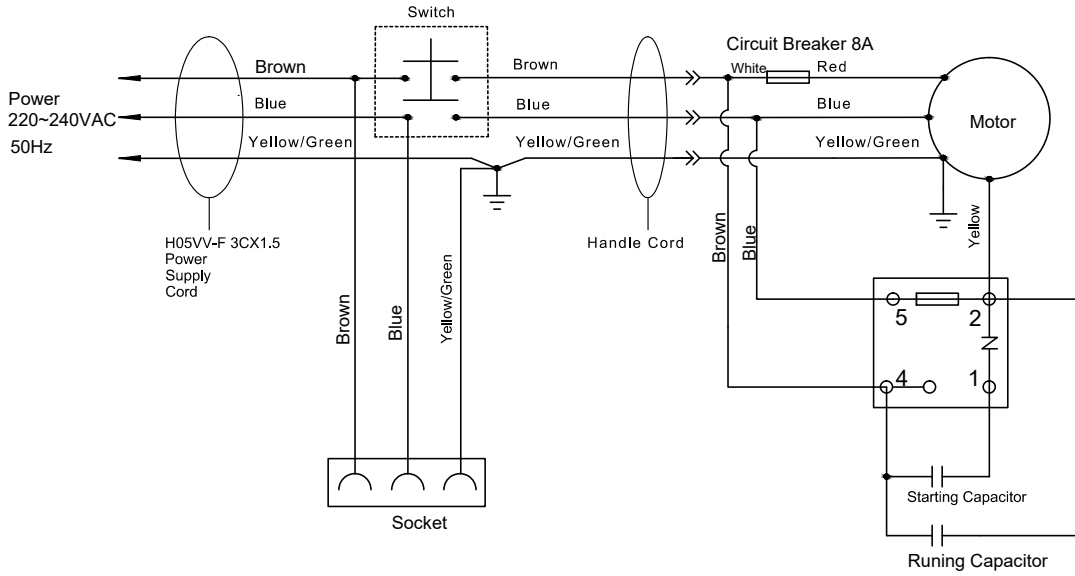 Switch
Circuit Breaker 8A
Brown
Brown
White
Red
Power
220~240VAC
50Hz
Blue
Blue
Blue
Motor
Yellow/Green
Yellow/Green
Yellow/Green
H05VV-F 3CX1.5
Power
Supply
Cord
Handle Cord
Brown
Blue
Yellow/Green
Brown
Blue
Yellow
5
2
4
1
Starting Capacitor
Socket
Runing Capacitor